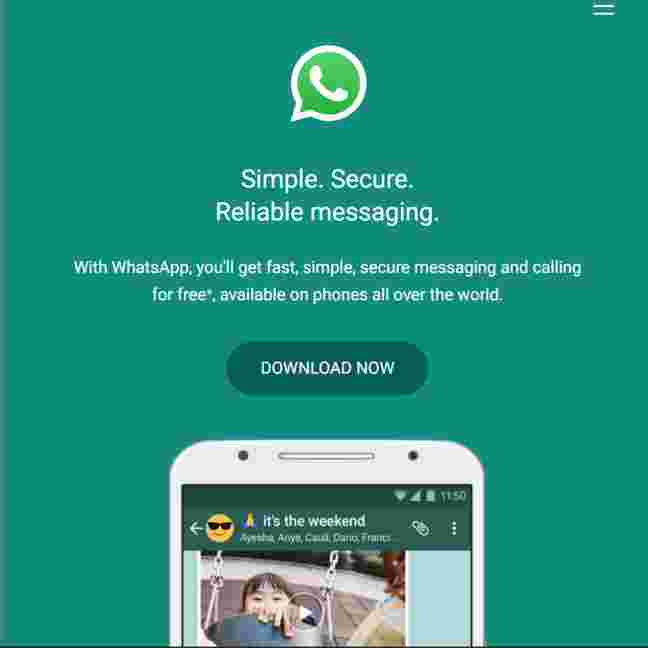 Simple. Secure.
Reliable messaging.
With WhatsApp, you'll get fast, simple, secure messaging and calling
for free*, available on phones all over the world.
DOWNLOAD NOW
11:50
🙏 it's the weekend
Ayesha, Anye, Cauã, Dario, Franci...